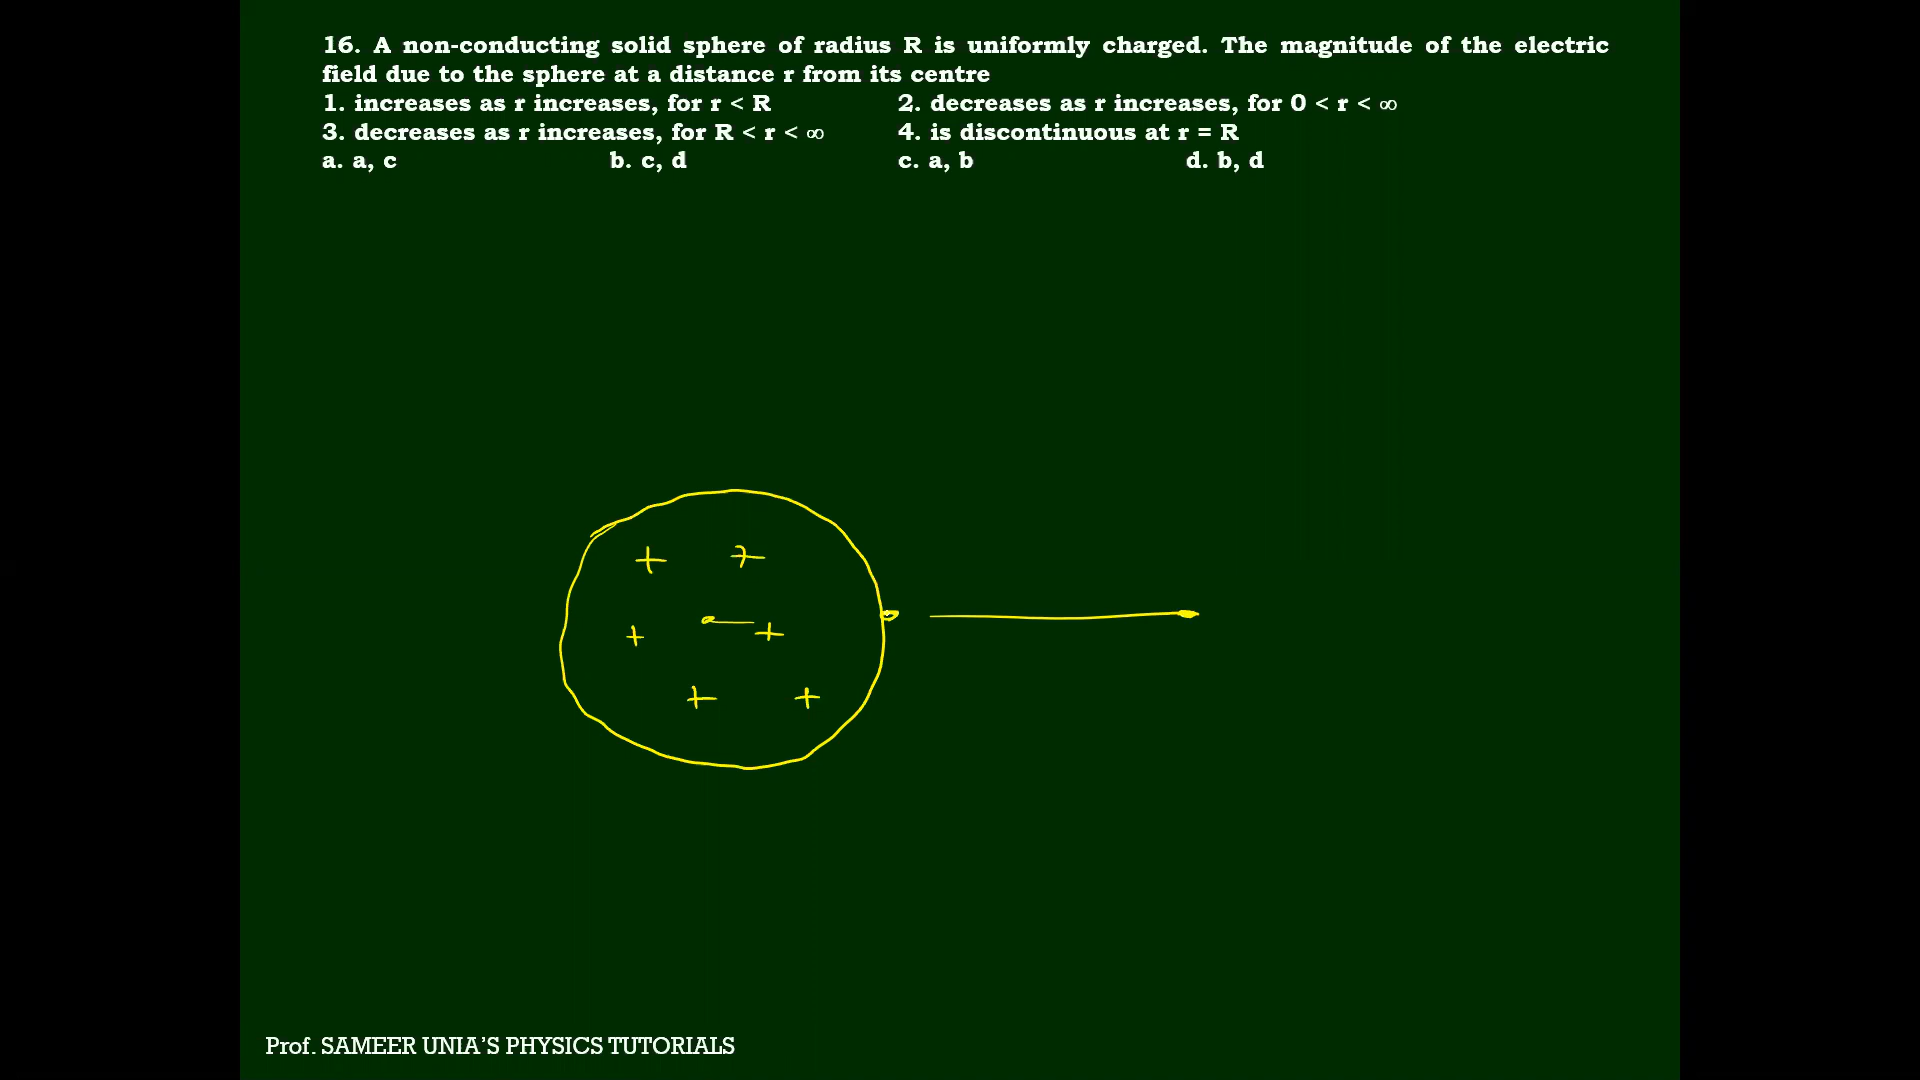 16. A non-conducting solid sphere of radius R is uniformly charged. The magnitude of the electric
field due to the sphere at a distance r from its centre
1. increases as r increases, for r < R 2. decreases as r increases, for 0 < r < ∞
3. decreases as r increases, for R < r < ∞ 4. is discontinuous at r = R
a. a, c b. c, d c. a, b d. b, d
+ +
+ +
+ +
Prof. SAMEER UNIA'S PHYSICS TUTORIALS